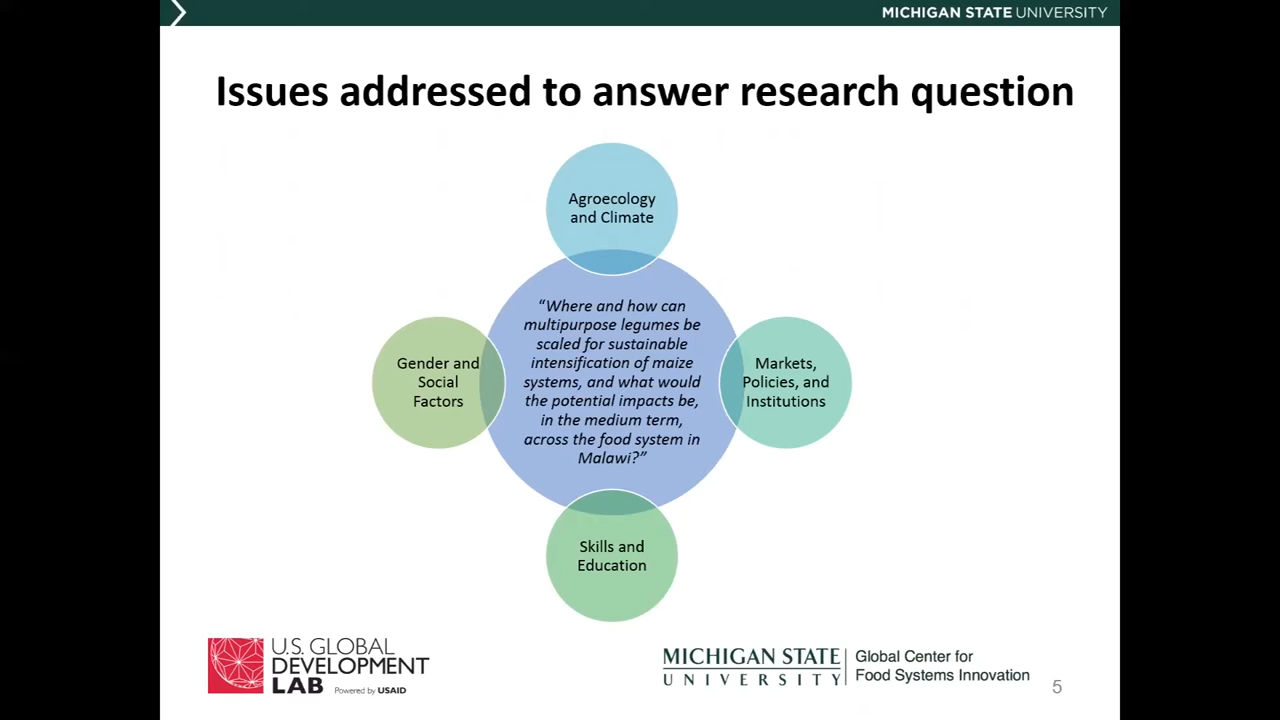 MICHIGAN STATE UNIVERSITY
Issues addressed to answer research question
Agroecology
and Climate
“Where and how can
multipurpose legumes be
scaled for sustainable
intensification of maize
systems, and what would
the potential impacts be,
in the medium term,
across the food system in
Malawi?”
Gender and
Social
Factors
Markets,
Policies, and
Institutions
Skills and
Education
U.S. GLOBAL
DEVELOPMENT
LAB Powered by USAID
MICHIGAN STATE
UNIVERSITY
Global Center for
Food Systems Innovation
5